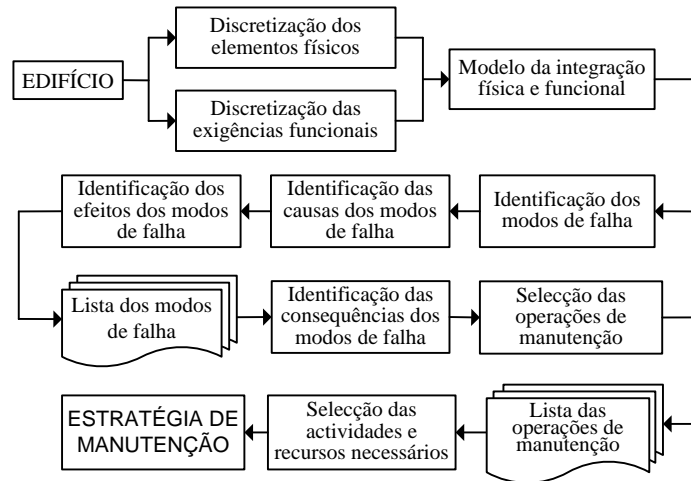 Discretização dos
elementos físicos
EDIFÍCIO
Discretização das
exigências funcionais
Modelo da integração
física e funcional
Identificação dos
efeitos dos modos
de falha
Identificação das
causas dos modos
de falha
Identificação dos
modos de falha
Lista dos modos
de falha
Identificação das
consequências dos
modos de falha
Selecção das
operações de
manutenção
ESTRATÉGIA DE
MANUTENÇÃO
Selecção das
actividades e
recursos necessários
Lista das
operações de
manutenção